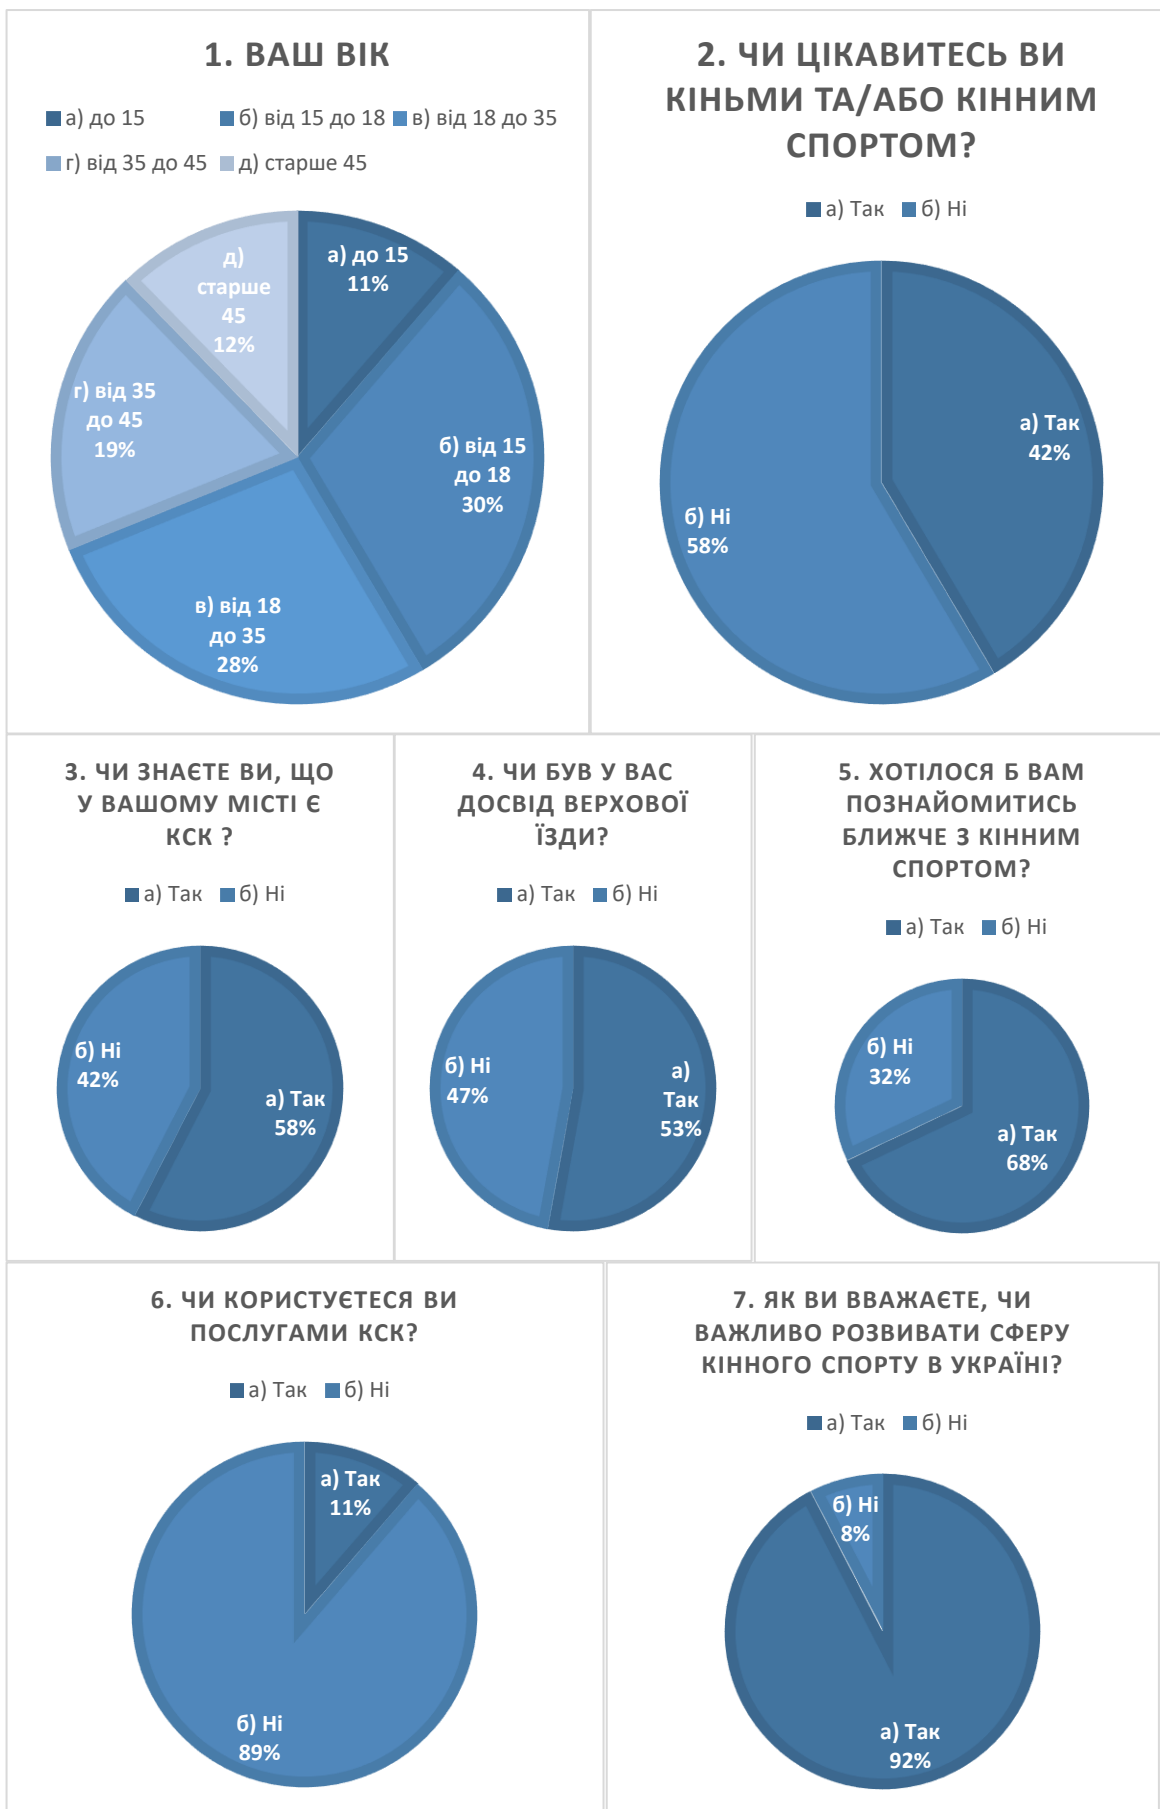 1. ВАШ ВІК
а) до 15 б) від 15 до 18 в) від 18 до 35
г) від 35 до 45 д) старше 45
а) до 15
11%
б) від 15
до 18
30%
в) від 18
до 35
28%
г) від 35
до 45
19%
д)
старше
45
12%
2. ЧИ ЦІКАВИТЕСЬ ВИ
КІНЬМИ ТА/АБО КІННИМ
СПОРТОМ?
а) Так б) Ні
а) Так
42%
б) Ні
58%
3. ЧИ ЗНАЄТЕ ВИ, ЩО
У ВАШОМУ МІСТІ Є
КСК ?
а) Так б) Ні
а) Так
58%
б) Ні
42%
4. ЧИ БУВ У ВАС
ДОСВІД ВЕРХОВОЇ
ЇЗДИ?
а) Так б) Ні
а)
Так
53%
б) Ні
47%
5. ХОТІЛОСЯ Б ВАМ
ПОЗНАЙОМИТИСЬ
БЛИЖЧЕ З КІННИМ
СПОРТОМ?
а) Так б) Ні
а) Так
68%
б) Ні
32%
6. ЧИ КОРИСТУЄТЕСЯ ВИ
ПОСЛУГАМИ КСК?
а) Так б) Ні
а) Так
11%
б) Ні
89%
7. ЯК ВИ ВВАЖАЄТЕ, ЧИ
ВАЖЛИВО РОЗВИВАТИ СФЕРУ
КІННОГО СПОРТУ В УКРАЇНІ?
а) Так б) Ні
б) Ні
8%
а) Так
92%